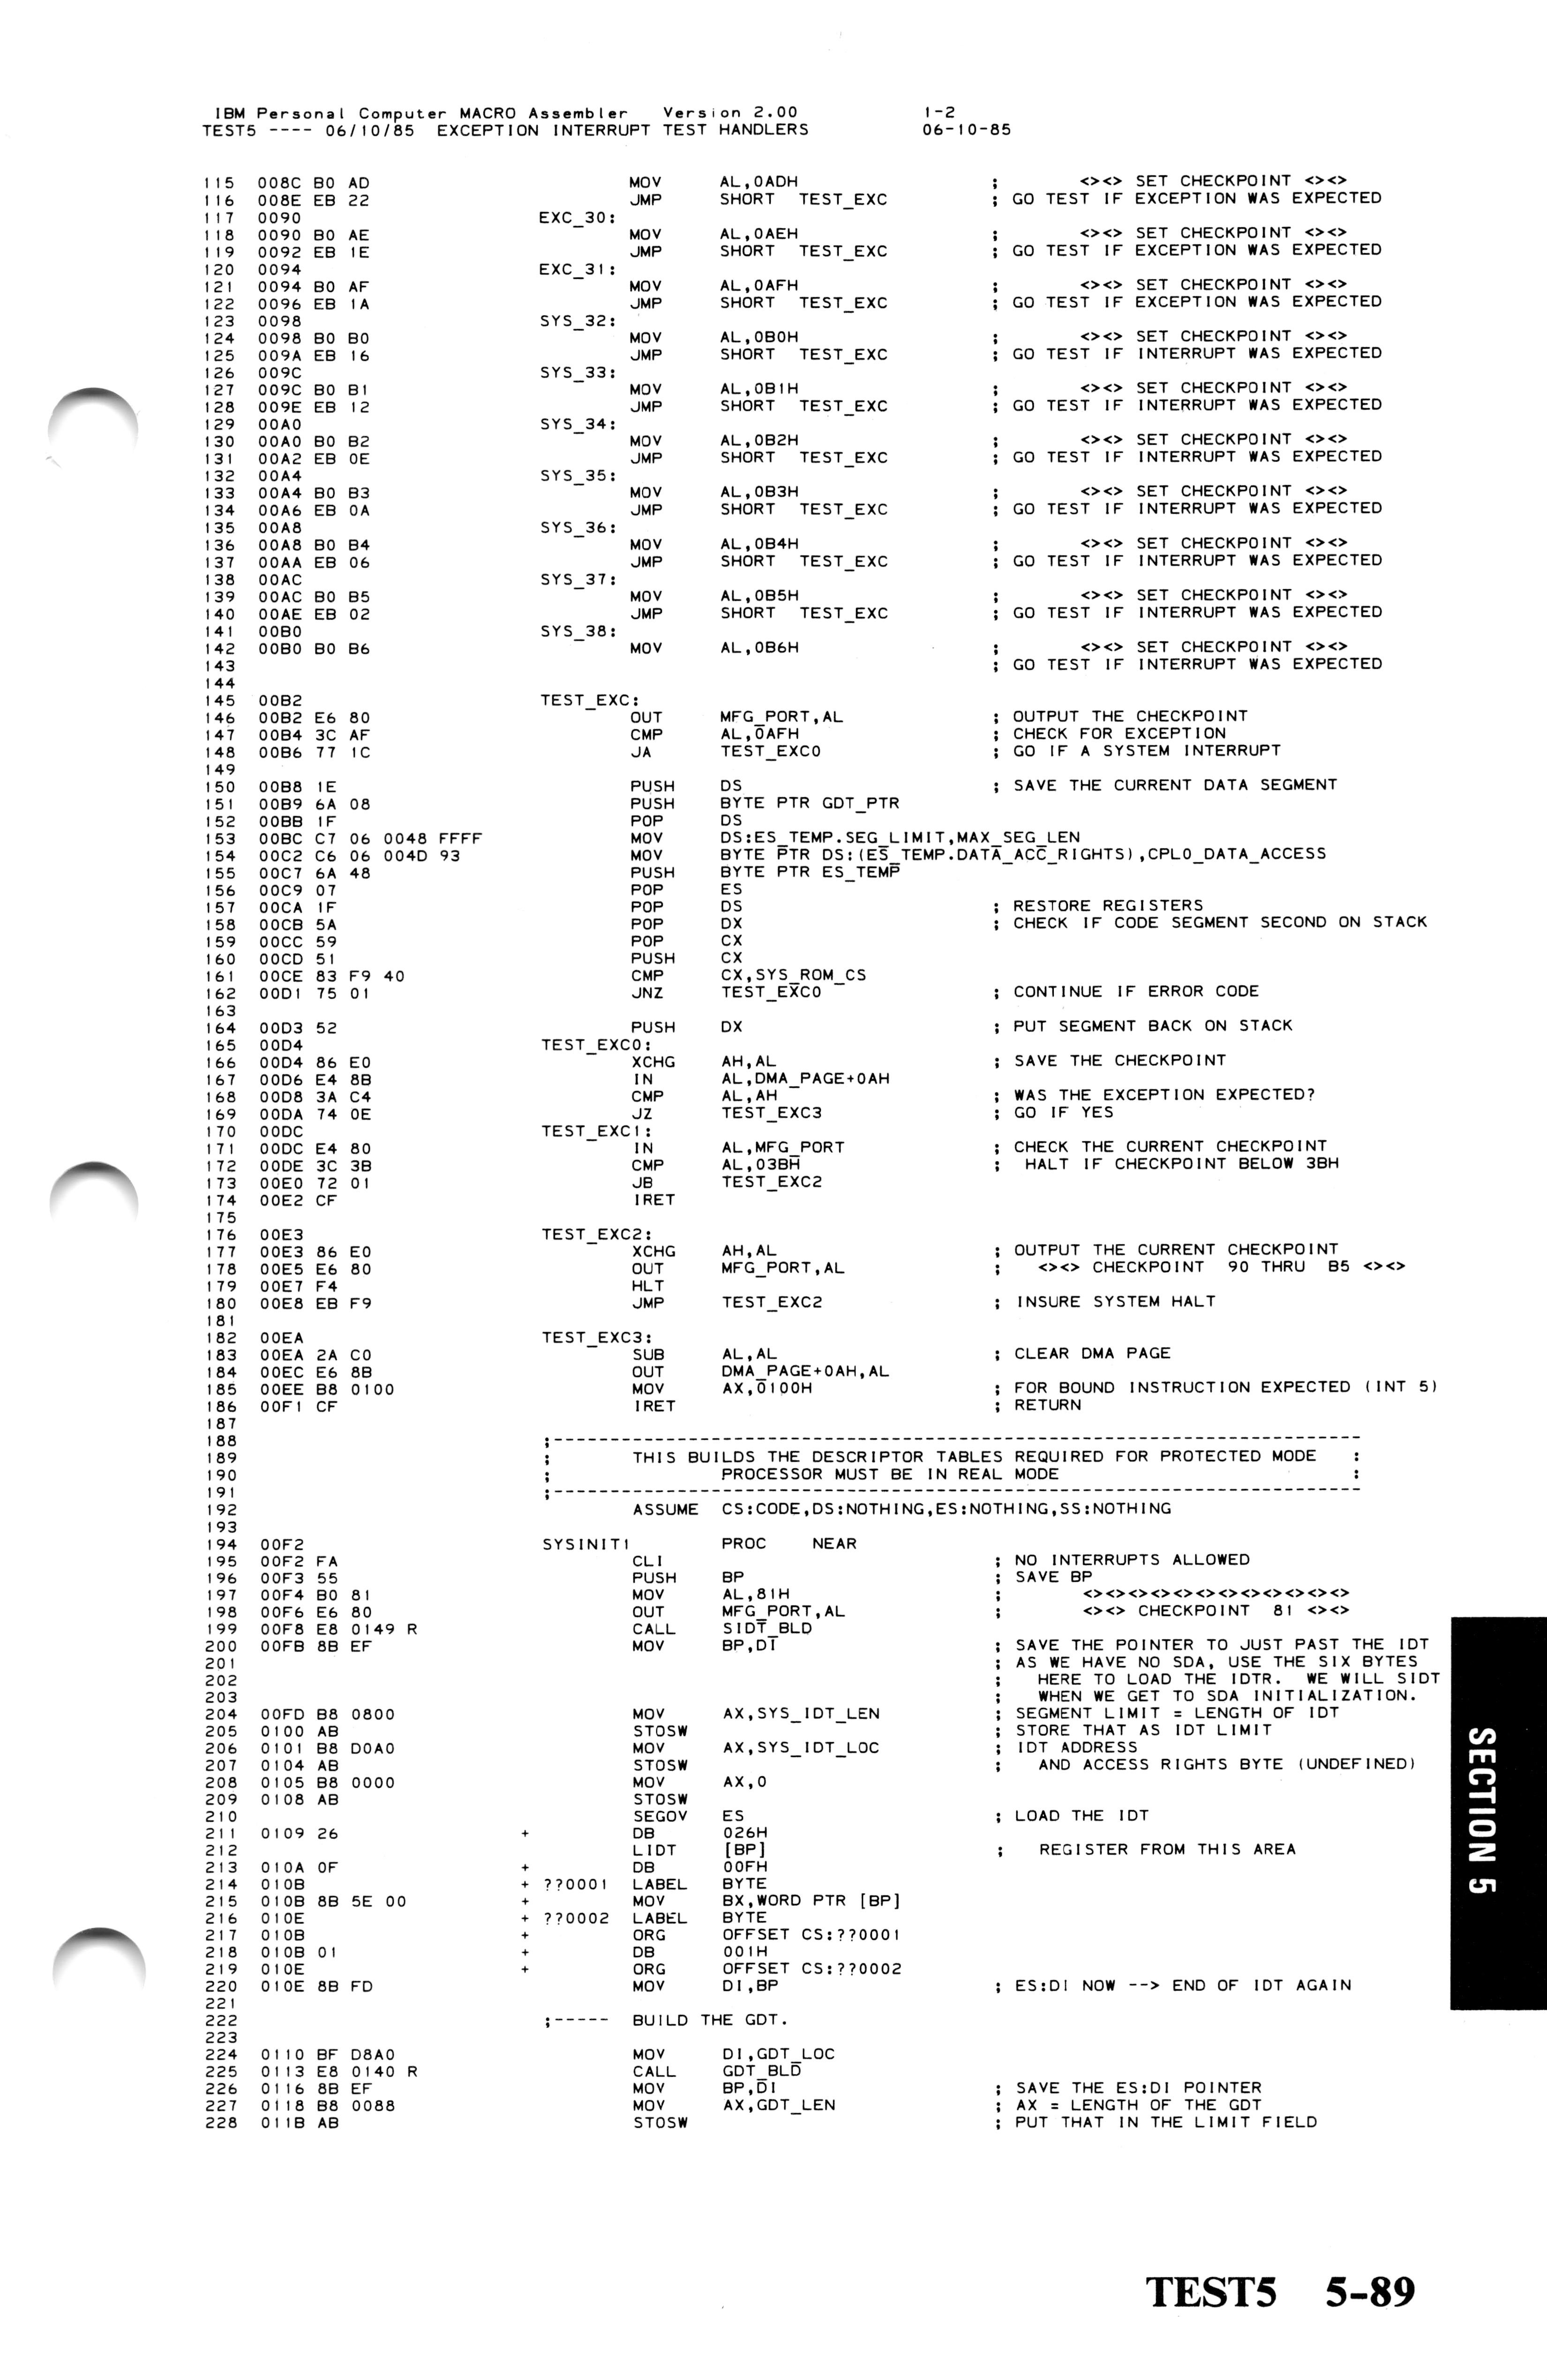 IBM Personal Computer MACRO Assembler   Version 2.00   1-2
TEST5 ---- 06/10/85  EXCEPTION INTERRUPT TEST HANDLERS   06-10-85
115  008C B0 AD  MOV  AL,0ADH  ;  <><> SET CHECKPOINT <><>
116  008E EB 22  JMP  SHORT  TEST_EXC  ; GO TEST IF EXCEPTION WAS EXPECTED
117  0090  EXC_30:
118  0090 B0 AE  MOV  AL,0AEH  ;  <><> SET CHECKPOINT <><>
119  0092 EB 1E  JMP  SHORT  TEST_EXC  ; GO TEST IF EXCEPTION WAS EXPECTED
120  0094  EXC_31:
121  0094 B0 AF  MOV  AL,0AFH  ;  <><> SET CHECKPOINT <><>
122  0096 EB 1A  JMP  SHORT  TEST_EXC  ; GO TEST IF EXCEPTION WAS EXPECTED
123  0098  SYS_32:
124  0098 B0 B0  MOV  AL,0B0H  ;  <><> SET CHECKPOINT <><>
125  009A EB 16  JMP  SHORT  TEST_EXC  ; GO TEST IF INTERRUPT WAS EXPECTED
126  009C  SYS_33:
127  009C B0 B1  MOV  AL,0B1H  ;  <><> SET CHECKPOINT <><>
128  009E EB 12  JMP  SHORT  TEST_EXC  ; GO TEST IF INTERRUPT WAS EXPECTED
129  00A0  SYS_34:
130  00A0 B0 B2  MOV  AL,0B2H  ;  <><> SET CHECKPOINT <><>
131  00A2 EB 0E  JMP  SHORT  TEST_EXC  ; GO TEST IF INTERRUPT WAS EXPECTED
132  00A4  SYS_35:
133  00A4 B0 B3  MOV  AL,0B3H  ;  <><> SET CHECKPOINT <><>
134  00A6 EB 0A  JMP  SHORT  TEST_EXC  ; GO TEST IF INTERRUPT WAS EXPECTED
135  00A8  SYS_36:
136  00A8 B0 B4  MOV  AL,0B4H  ;  <><> SET CHECKPOINT <><>
137  00AA EB 06  JMP  SHORT  TEST_EXC  ; GO TEST IF INTERRUPT WAS EXPECTED
138  00AC  SYS_37:
139  00AC B0 B5  MOV  AL,0B5H  ;  <><> SET CHECKPOINT <><>
140  00AE EB 02  JMP  SHORT  TEST_EXC  ; GO TEST IF INTERRUPT WAS EXPECTED
141  00B0  SYS_38:
142  00B0 B0 B6  MOV  AL,0B6H  ;  <><> SET CHECKPOINT <><>
143  ; GO TEST IF INTERRUPT WAS EXPECTED
144
145  00B2  TEST_EXC:
146  00B2 E6 80  OUT  MFG_PORT,AL  ; OUTPUT THE CHECKPOINT
147  00B4 3C AF  CMP  AL,0AFH  ; CHECK FOR EXCEPTION
148  00B6 77 1C  JA  TEST_EXC0  ; GO IF A SYSTEM INTERRUPT
149
150  00B8 1E  PUSH  DS  ; SAVE THE CURRENT DATA SEGMENT
151  00B9 6A 08  PUSH  BYTE PTR GDT_PTR
152  00BB 1F  POP  DS
153  00BC C7 06 0048 FFFF  MOV  DS:ES_TEMP.SEG_LIMIT,MAX_SEG_LEN
154  00C2 C6 06 004D 93  MOV  BYTE PTR DS:(ES_TEMP.DATA_ACC_RIGHTS),CPL0_DATA_ACCESS
155  00C7 6A 48  PUSH  BYTE PTR ES_TEMP
156  00C9 07  POP  ES
157  00CA 1F  POP  DS  ; RESTORE REGISTERS
158  00CB 5A  POP  DX  ; CHECK IF CODE SEGMENT SECOND ON STACK
159  00CC 59  POP  CX
160  00CD 51  PUSH  CX
161  00CE 83 F9 40  CMP  CX,SYS_ROM_CS
162  00D1 75 01  JNZ  TEST_EXC0  ; CONTINUE IF ERROR CODE
163
164  00D3 52  PUSH  DX  ; PUT SEGMENT BACK ON STACK
165  00D4  TEST_EXC0:
166  00D4 86 E0  XCHG  AH,AL  ; SAVE THE CHECKPOINT
167  00D6 E4 8B  IN  AL,DMA_PAGE+0AH
168  00D8 3A C4  CMP  AL,AH  ; WAS THE EXCEPTION EXPECTED?
169  00DA 74 0E  JZ  TEST_EXC3  ; GO IF YES
170  00DC  TEST_EXC1:
171  00DC E4 80  IN  AL,MFG_PORT  ; CHECK THE CURRENT CHECKPOINT
172  00DE 3C 3B  CMP  AL,03BH  ;  HALT IF CHECKPOINT BELOW 3BH
173  00E0 72 01  JB  TEST_EXC2
174  00E2 CF  IRET
175
176  00E3  TEST_EXC2:
177  00E3 86 E0  XCHG  AH,AL  ; OUTPUT THE CURRENT CHECKPOINT
178  00E5 E6 80  OUT  MFG_PORT,AL  ;  <><> CHECKPOINT  90 THRU  B5 <><>
179  00E7 F4  HLT
180  00E8 EB F9  JMP  TEST_EXC2  ; INSURE SYSTEM HALT
181
182  00EA  TEST_EXC3:
183  00EA 2A C0  SUB  AL,AL  ; CLEAR DMA PAGE
184  00EC E6 8B  OUT  DMA_PAGE+0AH,AL
185  00EE B8 0100  MOV  AX,0100H  ; FOR BOUND INSTRUCTION EXPECTED (INT 5)
186  00F1 CF  IRET  ; RETURN
187
188  ;-------------------------------------------------------------------------
189  ;  THIS BUILDS THE DESCRIPTOR TABLES REQUIRED FOR PROTECTED MODE  :
190  ;  PROCESSOR MUST BE IN REAL MODE  :
191  ;-------------------------------------------------------------------------
192  ASSUME  CS:CODE,DS:NOTHING,ES:NOTHING,SS:NOTHING
193
194  00F2  SYSINIT1  PROC  NEAR
195  00F2 FA  CLI  ; NO INTERRUPTS ALLOWED
196  00F3 55  PUSH  BP  ; SAVE BP
197  00F4 B0 81  MOV  AL,81H  ;  <><><><><><><><><><><><>
198  00F6 E6 80  OUT  MFG_PORT,AL  ;  <><> CHECKPOINT  81 <><>
199  00F8 E8 0149 R  CALL  SIDT_BLD
200  00FB 8B EF  MOV  BP,DI  ; SAVE THE POINTER TO JUST PAST THE IDT
201  ; AS WE HAVE NO SDA, USE THE SIX BYTES
202  ;  HERE TO LOAD THE IDTR.  WE WILL SIDT
203  ;  WHEN WE GET TO SDA INITIALIZATION.
204  00FD B8 0800  MOV  AX,SYS_IDT_LEN  ; SEGMENT LIMIT = LENGTH OF IDT
205  0100 AB  STOSW  ; STORE THAT AS IDT LIMIT
206  0101 B8 D0A0  MOV  AX,SYS_IDT_LOC  ; IDT ADDRESS
207  0104 AB  STOSW  ;  AND ACCESS RIGHTS BYTE (UNDEFINED)
208  0105 B8 0000  MOV  AX,0
209  0108 AB  STOSW
210  SEGOV  ES  ; LOAD THE IDT
211  0109 26  +  DB  026H
212  LIDT  [BP]  ;  REGISTER FROM THIS AREA
213  010A 0F  +  DB  00FH
214  010B  + ??0001  LABEL  BYTE
215  010B 8B 5E 00  +  MOV  BX,WORD PTR [BP]
216  010E  + ??0002  LABEL  BYTE
217  010B  +  ORG  OFFSET CS:??0001
218  010B 01  +  DB  001H
219  010E  +  ORG  OFFSET CS:??0002
220  010E 8B FD  MOV  DI,BP  ; ES:DI NOW --> END OF IDT AGAIN
221
222  ;-----  BUILD THE GDT.
223
224  0110 BF D8A0  MOV  DI,GDT_LOC
225  0113 E8 0140 R  CALL  GDT_BLD
226  0116 8B EF  MOV  BP,DI  ; SAVE THE ES:DI POINTER
227  0118 B8 0088  MOV  AX,GDT_LEN  ; AX = LENGTH OF THE GDT
228  011B AB  STOSW  ; PUT THAT IN THE LIMIT FIELD
SECTION 5
TEST5   5-89